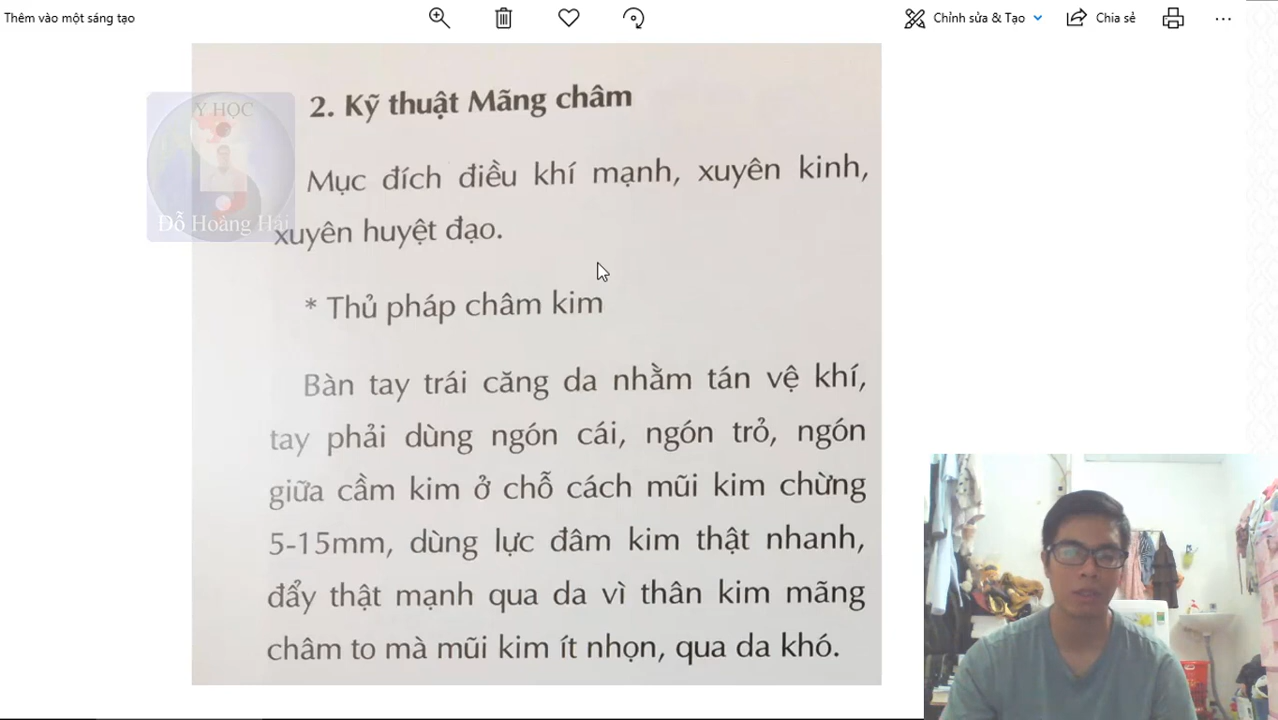 Thêm vào một sáng tạo
Chỉnh sửa & Tạo
Chia sẻ
Y HỌC
Đỗ Hoàng Hải
2. Kỹ thuật Mãng châm
Mục đích điều khí mạnh, xuyên kinh,
xuyên huyệt đạo.
* Thủ pháp châm kim
Bàn tay trái căng da nhằm tán vệ khí,
tay phải dùng ngón cái, ngón trỏ, ngón
giữa cầm kim ở chỗ cách mũi kim chừng
5-15mm, dùng lực đâm kim thật nhanh,
đẩy thật mạnh qua da vì thân kim mãng
châm to mà mũi kim ít nhọn, qua da khó.